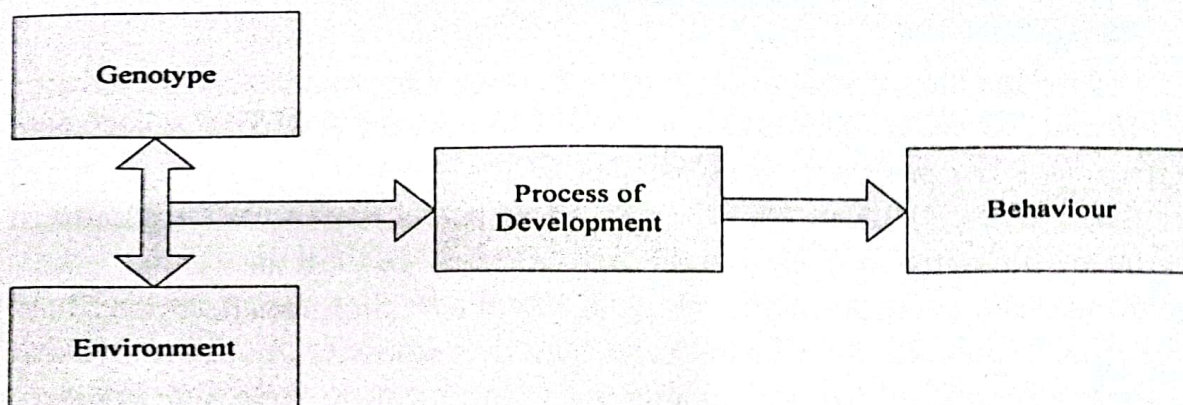 Genotype
Process of
Development
Behaviour
Environment